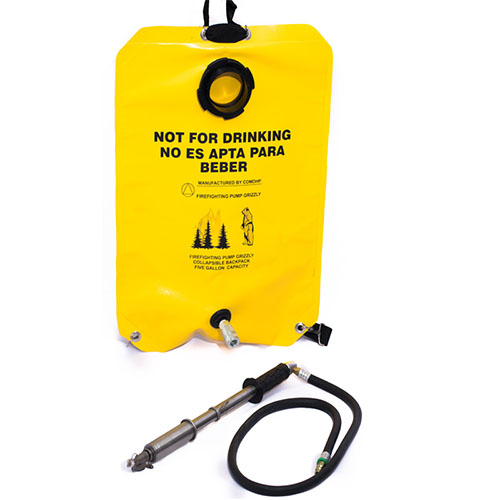 NOT FOR DRINKING
NO ES APTA PARA
BEBER
MANUFACTURED BY COMDHP
FIREFIGHTING PUMP GRIZZLY
FIREFIGHTING PUMP GRIZZLY
COLLAPSIBLE BACKPACK
FIVE GALLON CAPACITY